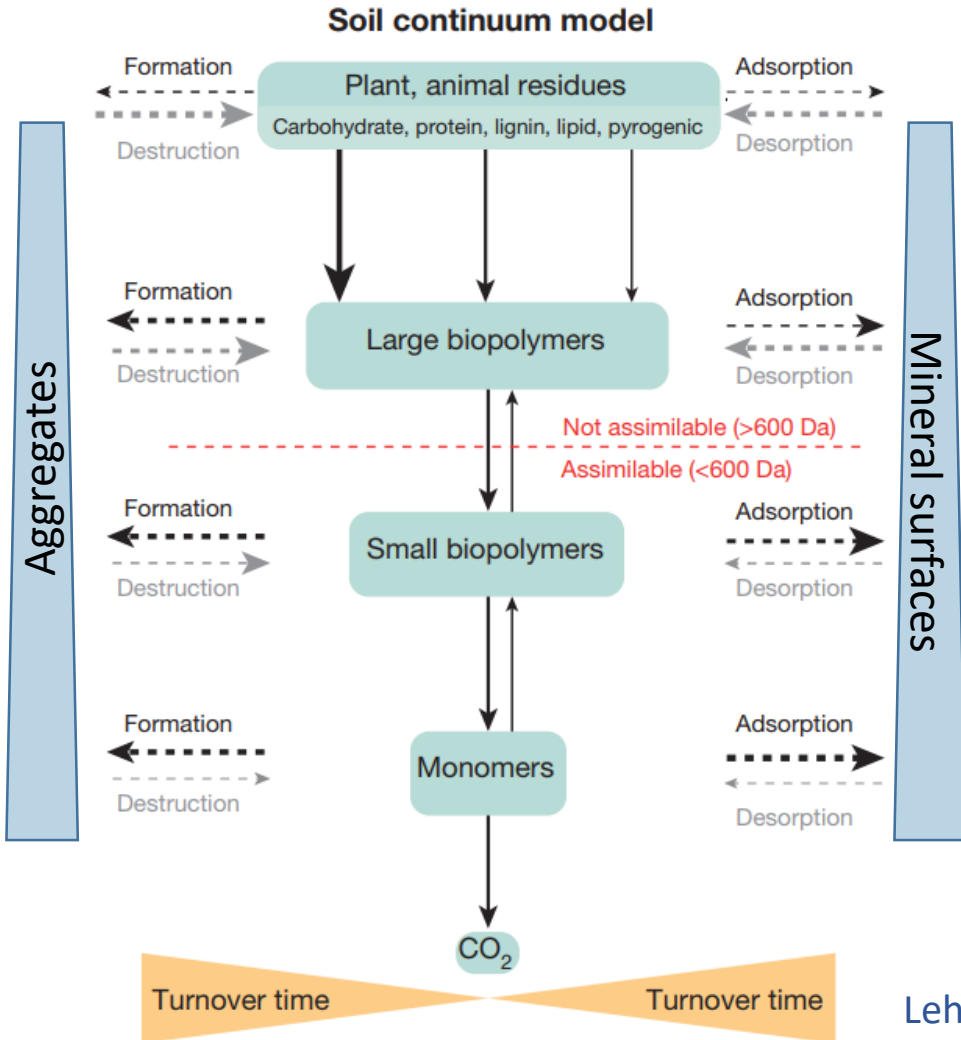 Soil continuum model
Formation
Plant, animal residues
Adsorption
Carbohydrate, protein, lignin, lipid, pyrogenic
Destruction
Desorption
Aggregates
Mineral surfaces
Formation
Large biopolymers
Adsorption
Destruction
Desorption
Not assimilable (>600 Da)
Assimilable (<600 Da)
Formation
Small biopolymers
Adsorption
Destruction
Desorption
Formation
Monomers
Adsorption
Destruction
Desorption
CO₂
Turnover time
Turnover time
Leh